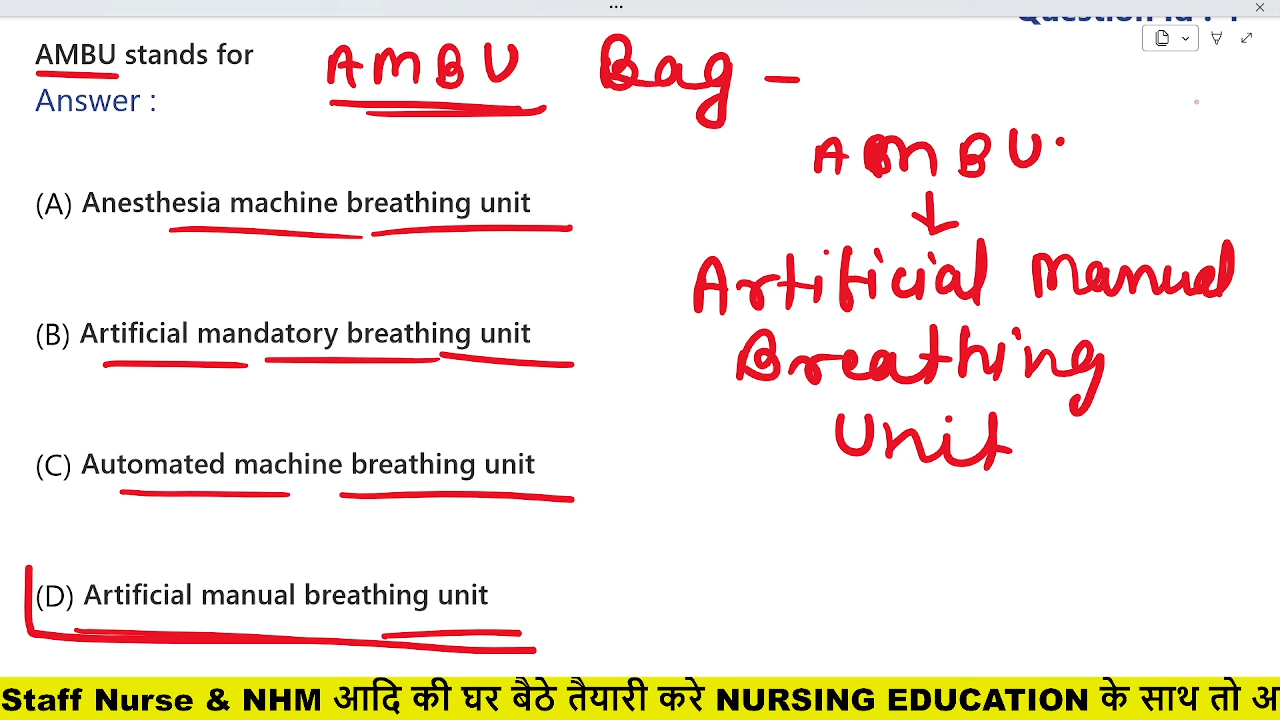 AMBU stands for
AMBU Bag -
Answer :
AMBU.
(A) Anesthesia machine breathing unit
Artificial Manual
Breathing
Unit
(B) Artificial mandatory breathing unit
(C) Automated machine breathing unit
(D) Artificial manual breathing unit
Staff Nurse & NHM आदि की घर बैठे तैयारी करे NURSING EDUCATION के साथ तो अ